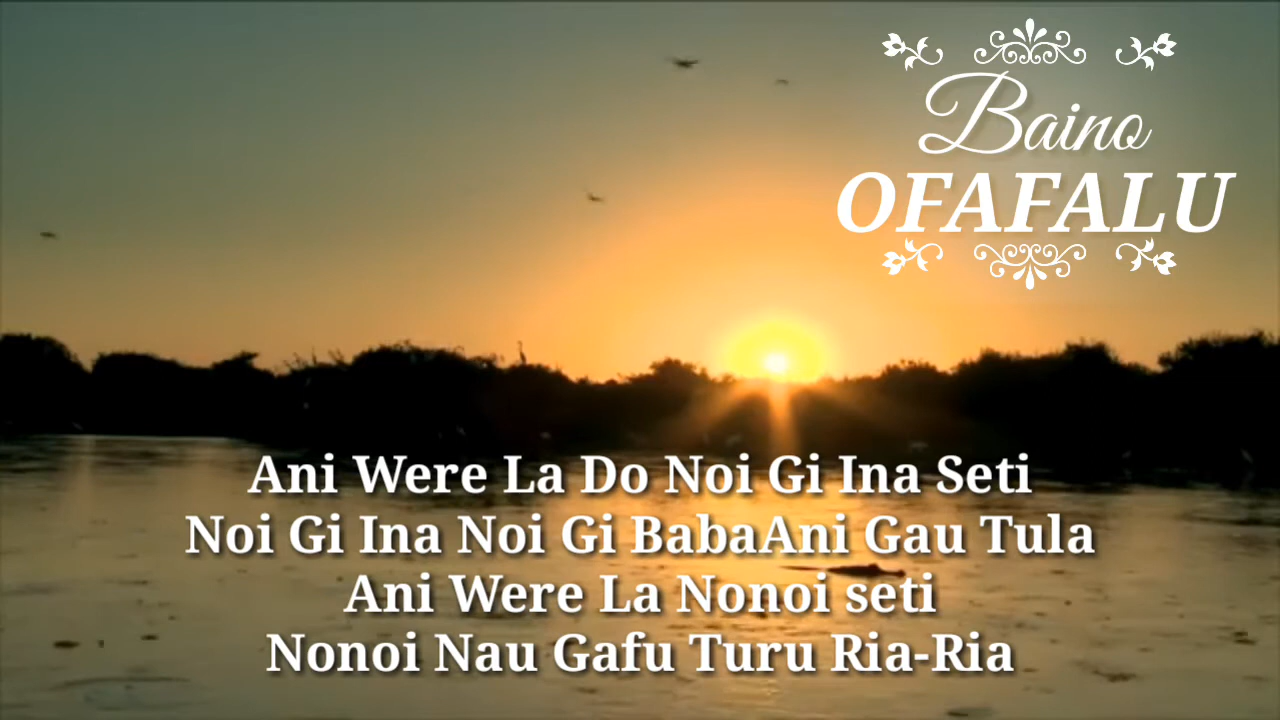 Baino
OFAFALU
Ani Were La Do Noi Gi Ina Seti
Noi Gi Ina Noi Gi BabaAni Gau Tula
Ani Were La Nonoi seti
Nonoi Nau Gafu Turu Ria-Ria